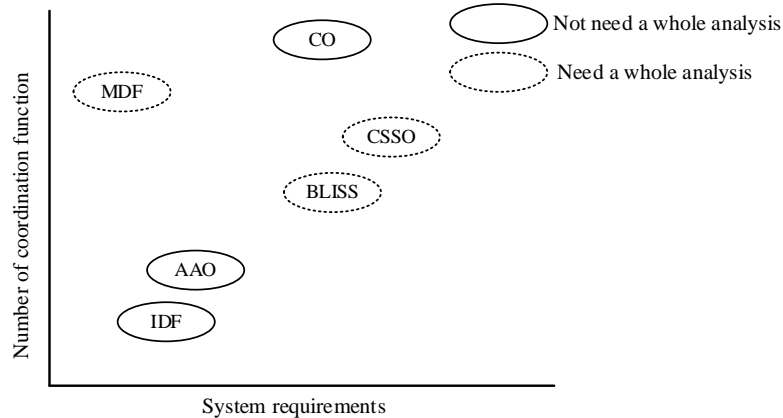 CO
Not need a whole analysis
Need a whole analysis
MDF
CSSO
BLISS
AAO
IDF
Number of coordination function
System requirements